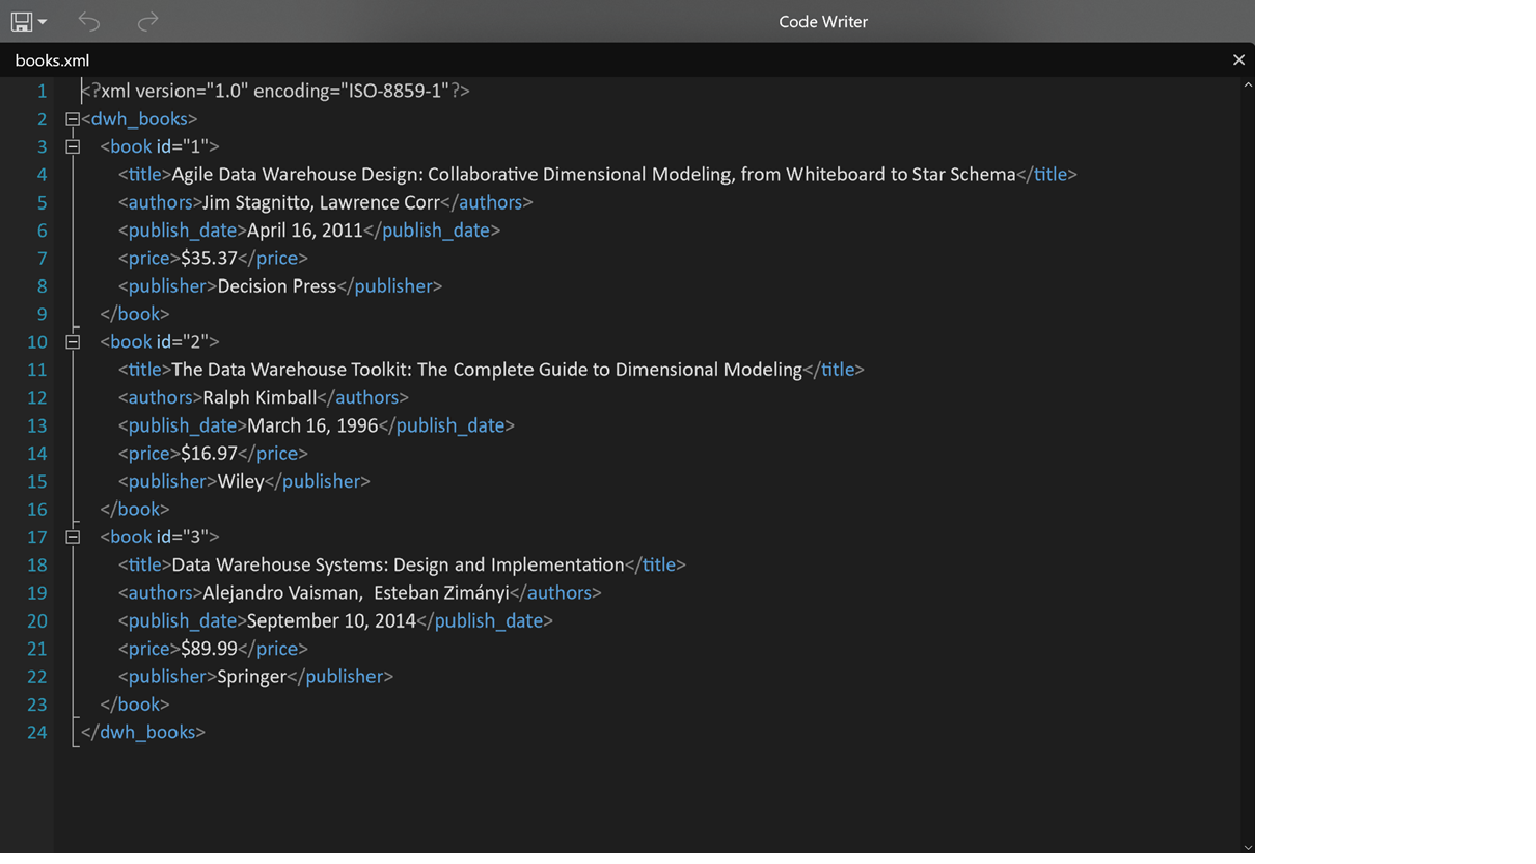 Code Writer
books.xml
1 <?xml version="1.0" encoding="ISO-8859-1"?>
2 <dwh_books>
3 <book id="1">
4 <title>Agile Data Warehouse Design: Collaborative Dimensional Modeling, from Whiteboard to Star Schema</title>
5 <authors>Jim Stagnitto, Lawrence Corr</authors>
6 <publish_date>April 16, 2011</publish_date>
7 <price>$35.37</price>
8 <publisher>Decision Press</publisher>
9 </book>
10 <book id="2">
11 <title>The Data Warehouse Toolkit: The Complete Guide to Dimensional Modeling</title>
12 <authors>Ralph Kimball</authors>
13 <publish_date>March 16, 1996</publish_date>
14 <price>$16.97</price>
15 <publisher>Wiley</publisher>
16 </book>
17 <book id="3">
18 <title>Data Warehouse Systems: Design and Implementation</title>
19 <authors>Alejandro Vaisman,  Esteban Zimányi</authors>
20 <publish_date>September 10, 2014</publish_date>
21 <price>$89.99</price>
22 <publisher>Springer</publisher>
23 </book>
24 </dwh_books>